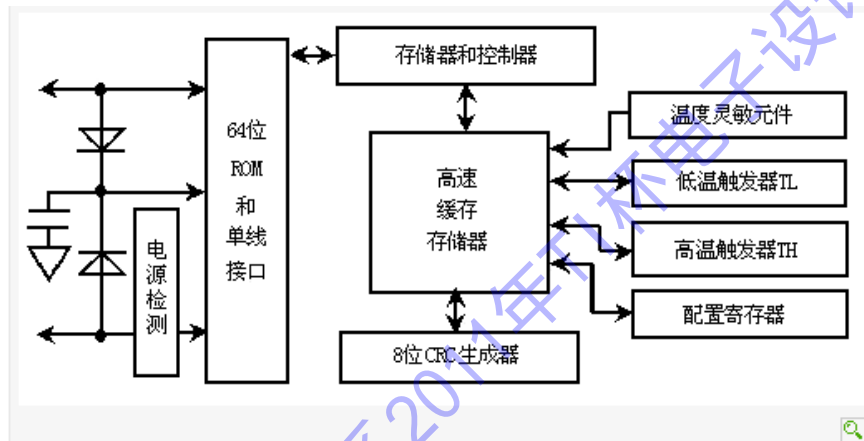 存储器和控制器
64位
ROM
和
单线
接口
电
源
检
测
高速
缓存
存储器
8位CRC生成器
温度灵敏元件
低温触发器TL
高温触发器TH
配置寄存器
2011年TI杯电子设